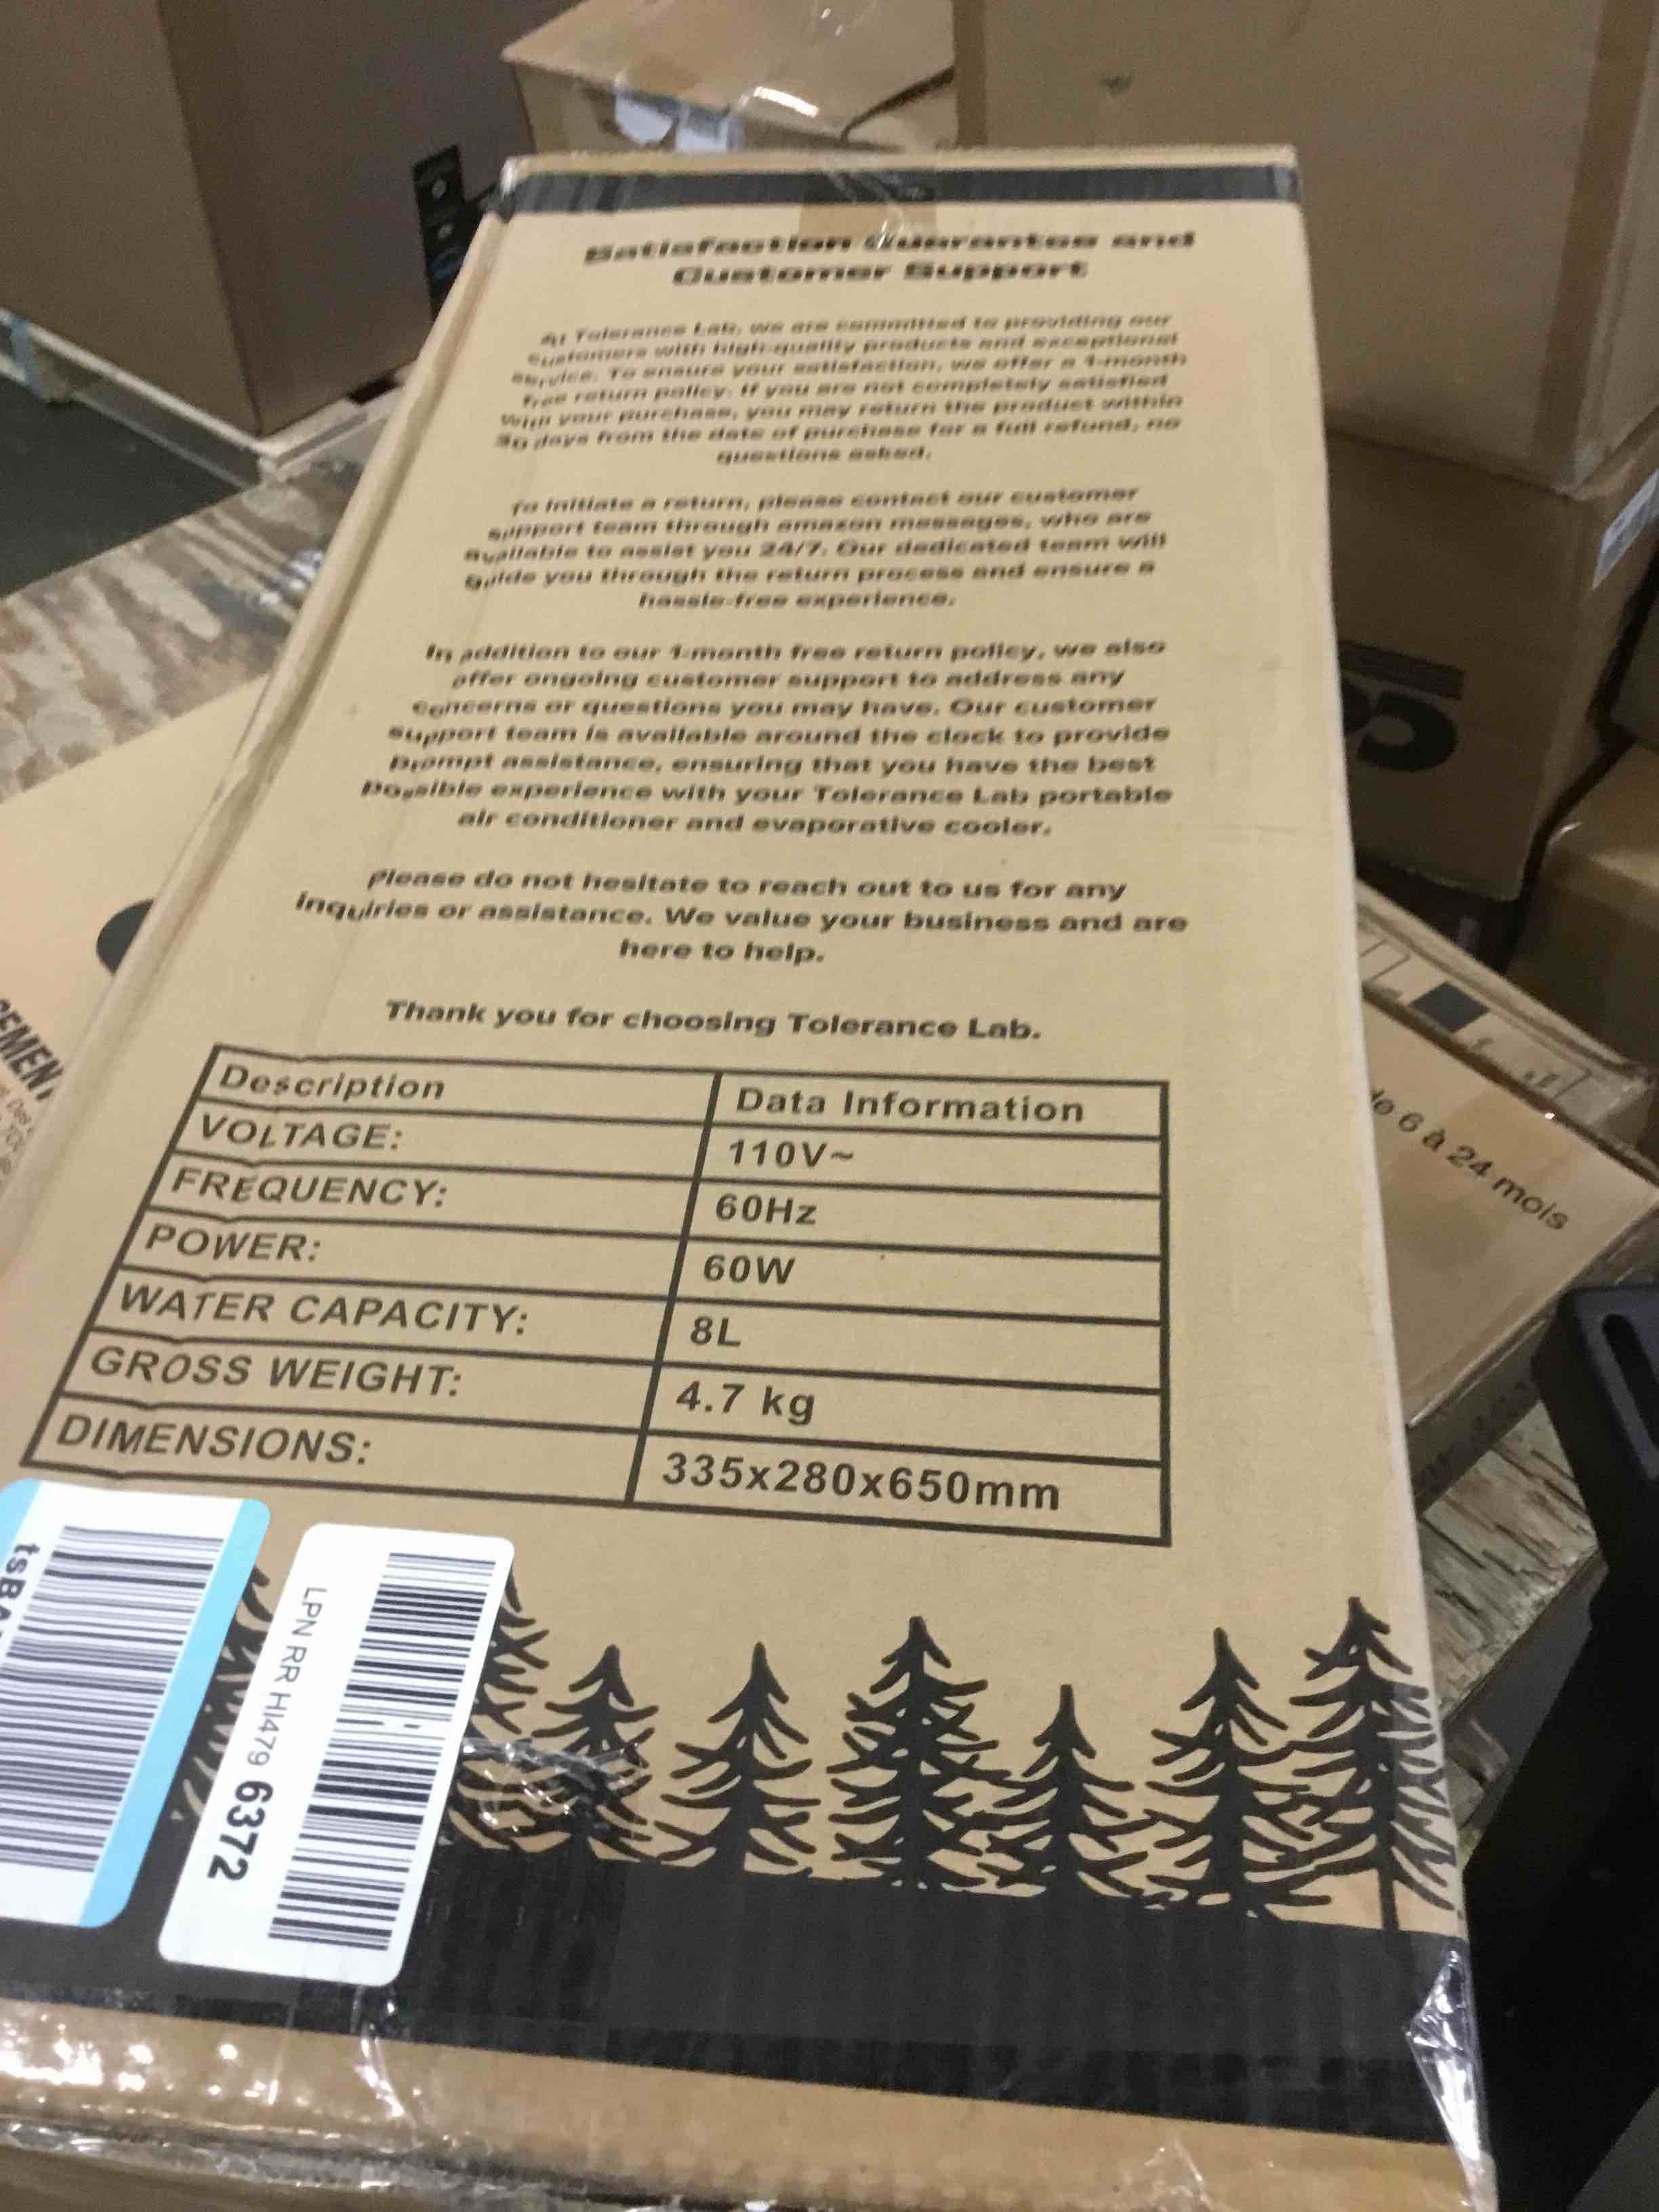 Satisfaction Guarantee and
Customer Support
At Tolerance Lab, we are committed to providing our
customers with high-quality products and exceptional
service. To ensure your satisfaction, we offer a 1-month
free return policy. If you are not completely satisfied
with your purchase, you may return the product within
30 days from the date of purchase for a full refund, no
questions asked.
To initiate a return, please contact our customer
support team through amazon messages, who are
available to assist you 24/7. Our dedicated team will
guide you through the return process and ensure a
hassle-free experience.
In addition to our 1-month free return policy, we also
offer ongoing customer support to address any
concerns or questions you may have. Our customer
support team is available around the clock to provide
prompt assistance, ensuring that you have the best
possible experience with your Tolerance Lab portable
air conditioner and evaporative cooler.
Please do not hesitate to reach out to us for any
inquiries or assistance. We value your business and are
here to help.
Thank you for choosing Tolerance Lab.
Description Data Information
VOLTAGE: 110V~
FREQUENCY: 60Hz
POWER: 60W
WATER CAPACITY: 8L
GROSS WEIGHT: 4.7 kg
DIMENSIONS: 335x280x650mm
LPN RR HI479 6372
de 6 à 24 mois